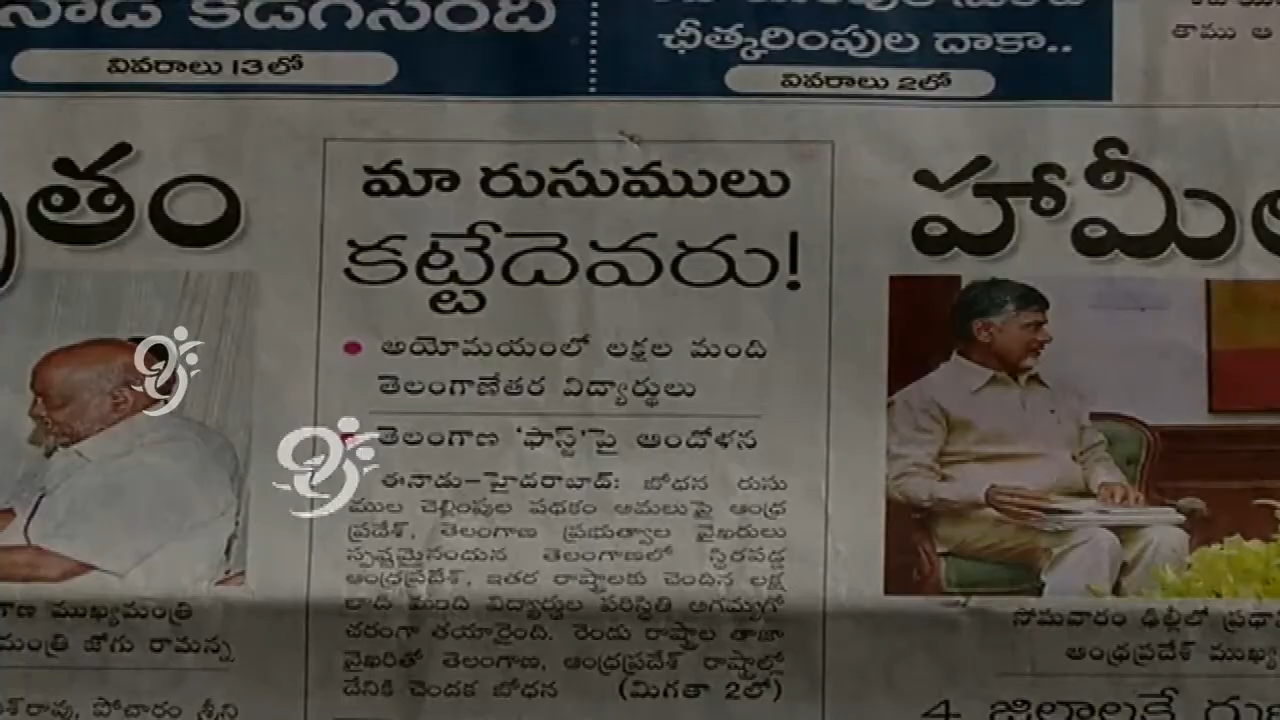 వివరాలు 13లో
ఛీత్కరింపుల దాకా..
వివరాలు 2లో
తాము
మా రుసుములు
కట్టేదెవరు!
అయోమయంలో లక్షల మంది
తెలంగాణేతర విద్యార్థులు
తెలంగాణ 'ఫాస్ట్'పై ఆందోళన
ఈనాడు-హైదరాబాద్: బోధన రుసు
ముల చెల్లింపుల పథకం అమలుపై ఆంధ్ర
ప్రదేశ్, తెలంగాణ ప్రభుత్వాల వైఖరులు
స్పష్టమైనందున తెలంగాణలో స్థిరపడ్డ
ఆంధ్రప్రదేశ్, ఇతర రాష్ట్రాలకు చెందిన లక్ష
లాది మంది విద్యార్థుల పరిస్థితి అగమ్యగో
చరంగా తయారైంది. రెండు రాష్ట్రాల తాజా
వైఖరితో తెలంగాణ, ఆంధ్రప్రదేశ్ రాష్ట్రాల్లో
దేనికి చెందక బోధన (మిగతా 2లో)
ముఖ్యమంత్రి
జోగు రామన్న
పోచారం శ్రీని
సోమవారం ఢిల్లీలో ప్రధా
ఆంధ్రప్రదేశ్ ముఖ్య
4 జిల్లాలకే